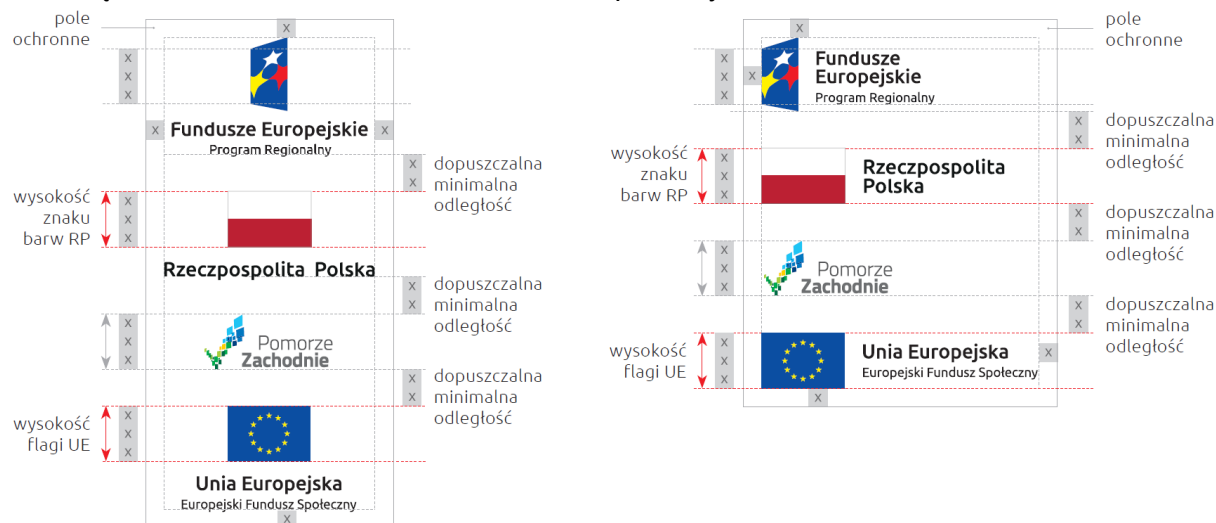 pole
ochronne
x
x
x
x
x
x
Fundusze Europejskie
Program Regionalny
x
x
dopuszczalna
minimalna
odległość
wysokość
znaku
barw RP
x
x
x
Rzeczpospolita Polska
x
x
dopuszczalna
minimalna
odległość
x
x
x
Pomorze
Zachodnie
x
x
dopuszczalna
minimalna
odległość
wysokość
flagi UE
x
x
x
Unia Europejska
Europejski Fundusz Społeczny
x
x
pole
ochronne
x
x
x
x
Fundusze
Europejskie
Program Regionalny
x
x
dopuszczalna
minimalna
odległość
wysokość
znaku
barw RP
x
x
x
Rzeczpospolita
Polska
x
x
dopuszczalna
minimalna
odległość
x
x
x
Pomorze
Zachodnie
x
x
dopuszczalna
minimalna
odległość
wysokość
flagi UE
x
x
x
Unia Europejska
Europejski Fundusz Społeczny
x
x